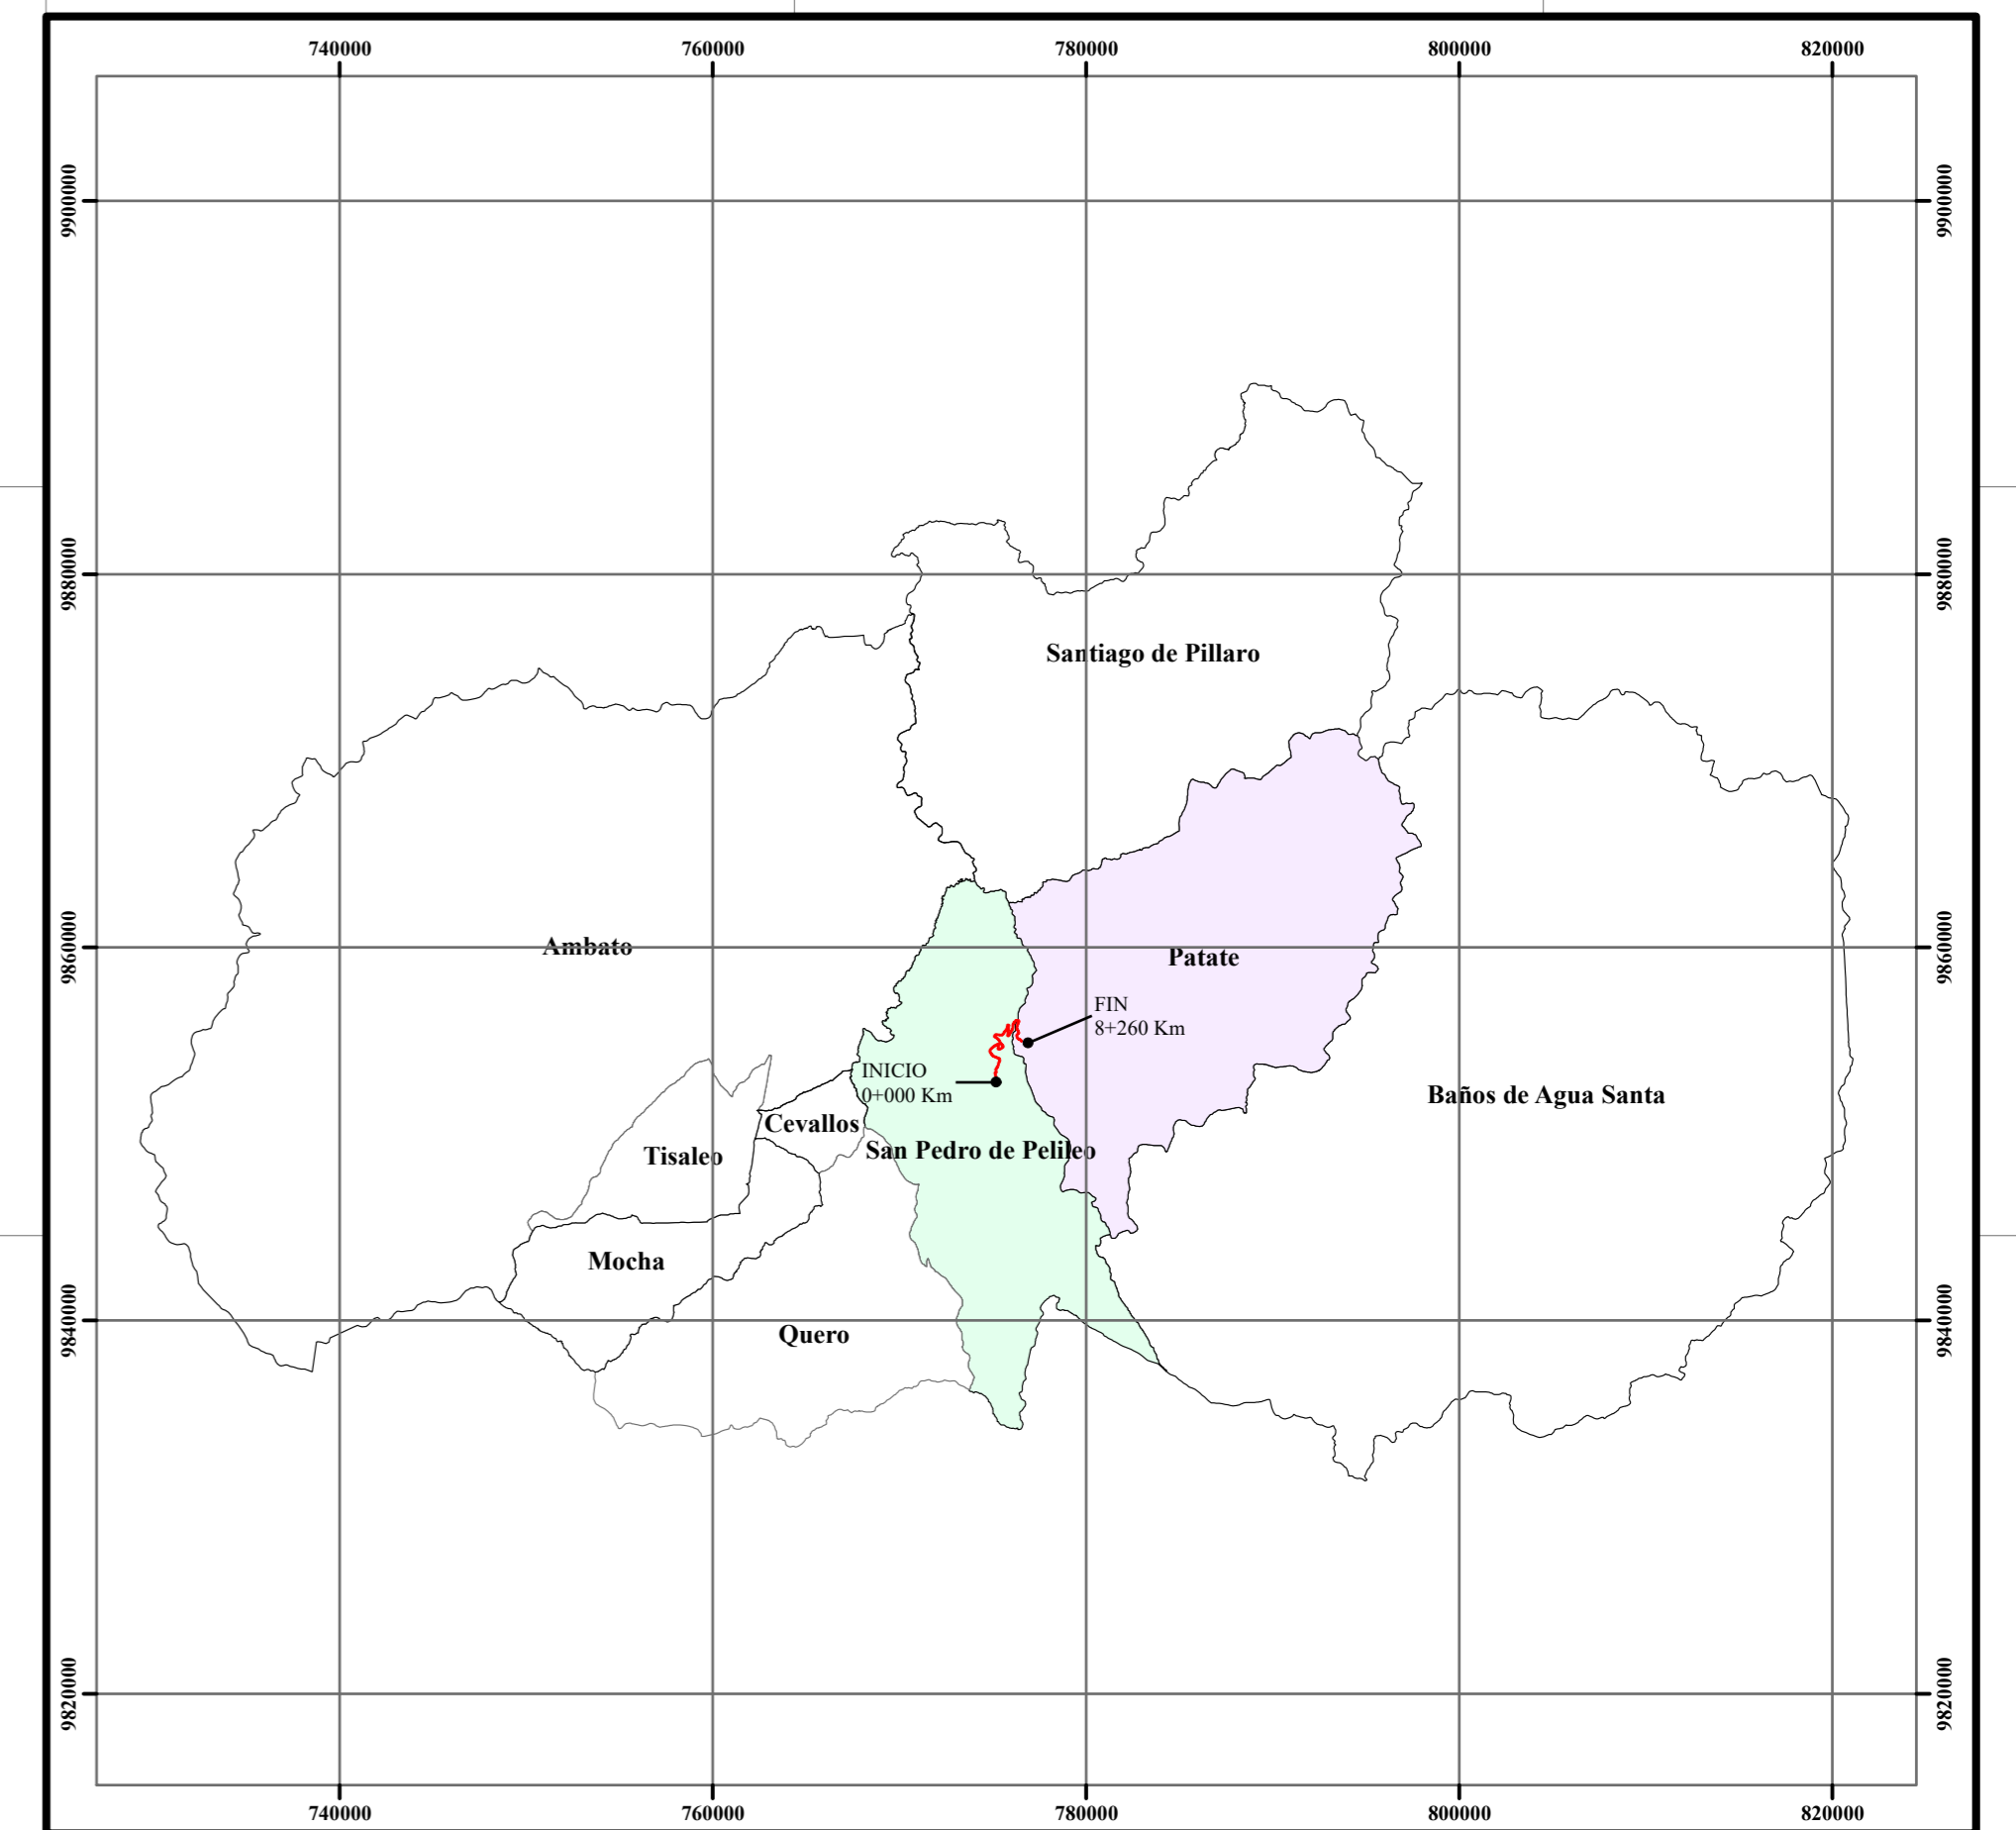 740000 760000 780000 800000 820000
9900000 9900000
9880000 9880000
Santiago de Pillaro
Ambato
9860000 9860000
Patate
FIN
8+260 Km
INICIO
0+000 Km
Baños de Agua Santa
Cevallos
San Pedro de Pelileo
Tisaleo
Mocha
9840000 9840000
Quero
9820000 9820000
740000 760000 780000 800000 820000